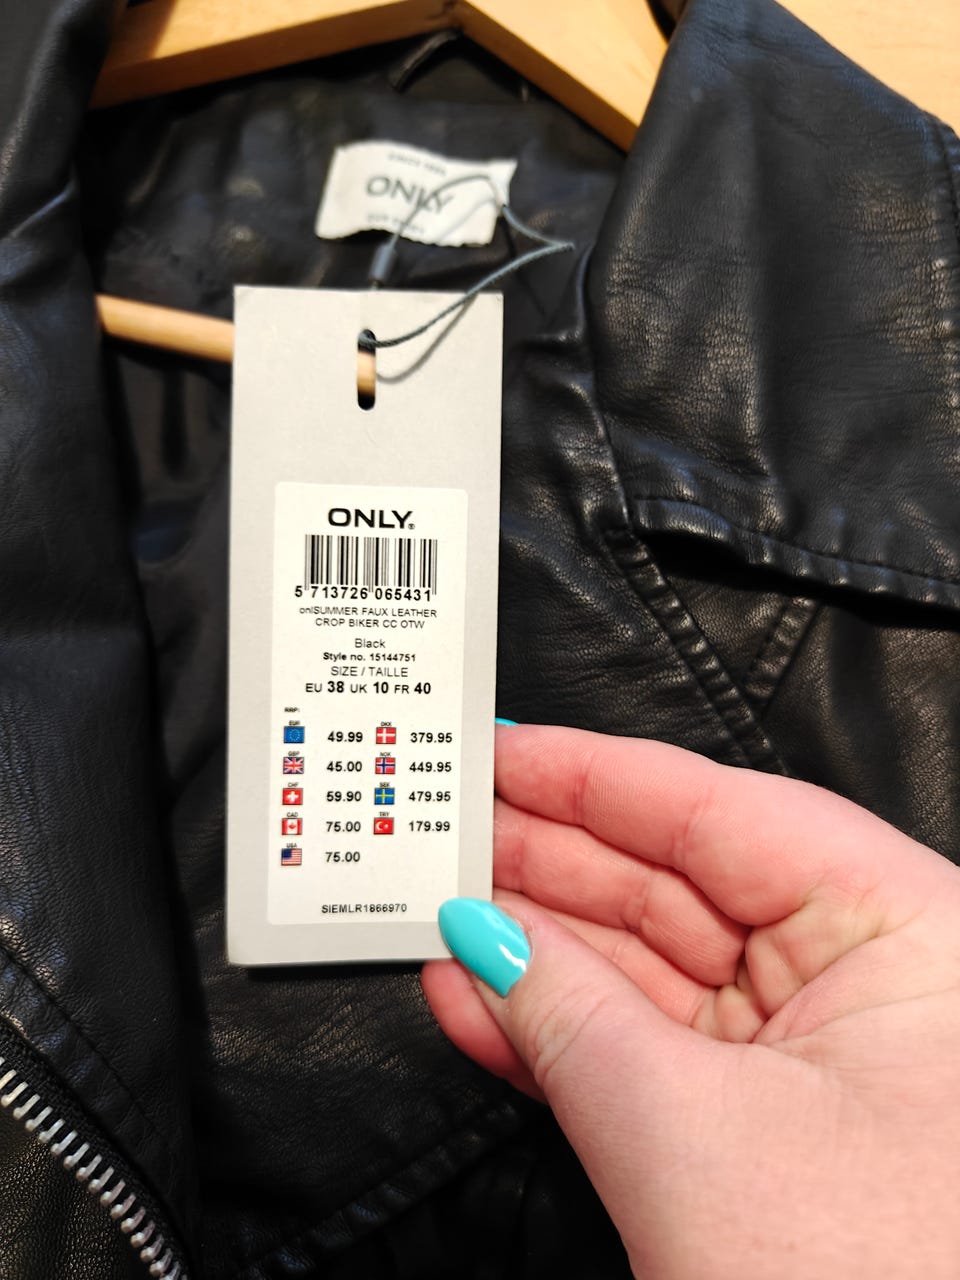 ONLY
ONLY®
5 713726 065431
onlSUMMER FAUX LEATHER
CROP BIKER CC OTW
Black
Style no. 15144751
SIZE / TAILLE
EU 38 UK 10 FR 40
RRP:
EUR DKK
49.99 379.95
GBP NOK
45.00 449.95
CHF SEK
59.90 479.95
CAD TRY
75.00 179.99
USA
75.00
SIEMLR1866970